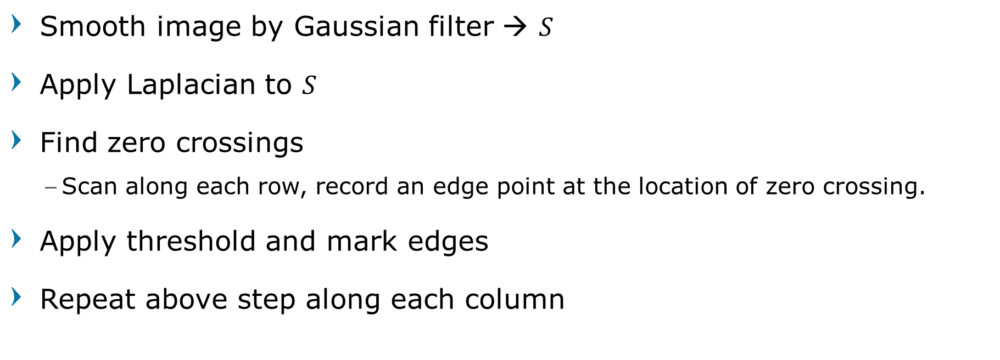 Smooth image by Gaussian filter → S
Apply Laplacian to S
Find zero crossings
– Scan along each row, record an edge point at the location of zero crossing.
Apply threshold and mark edges
Repeat above step along each column